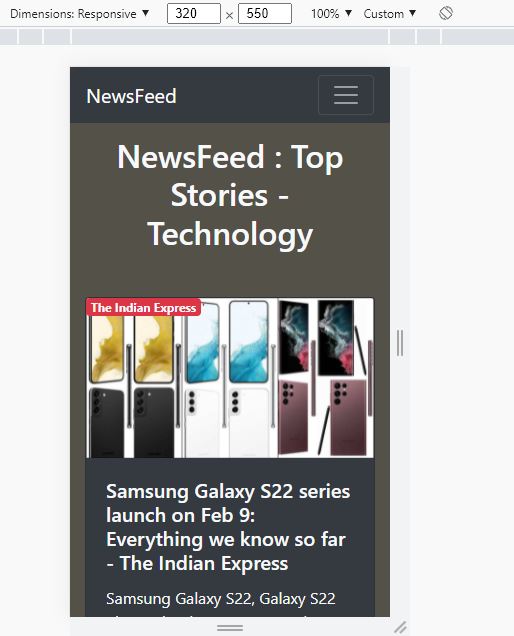 Dimensions: Responsive ▼ 320 × 550 100% ▼ Custom ▼
NewsFeed
NewsFeed : Top
Stories -
Technology
The Indian Express
Samsung Galaxy S22 series
launch on Feb 9:
Everything we know so far
- The Indian Express
Samsung Galaxy S22, Galaxy S22